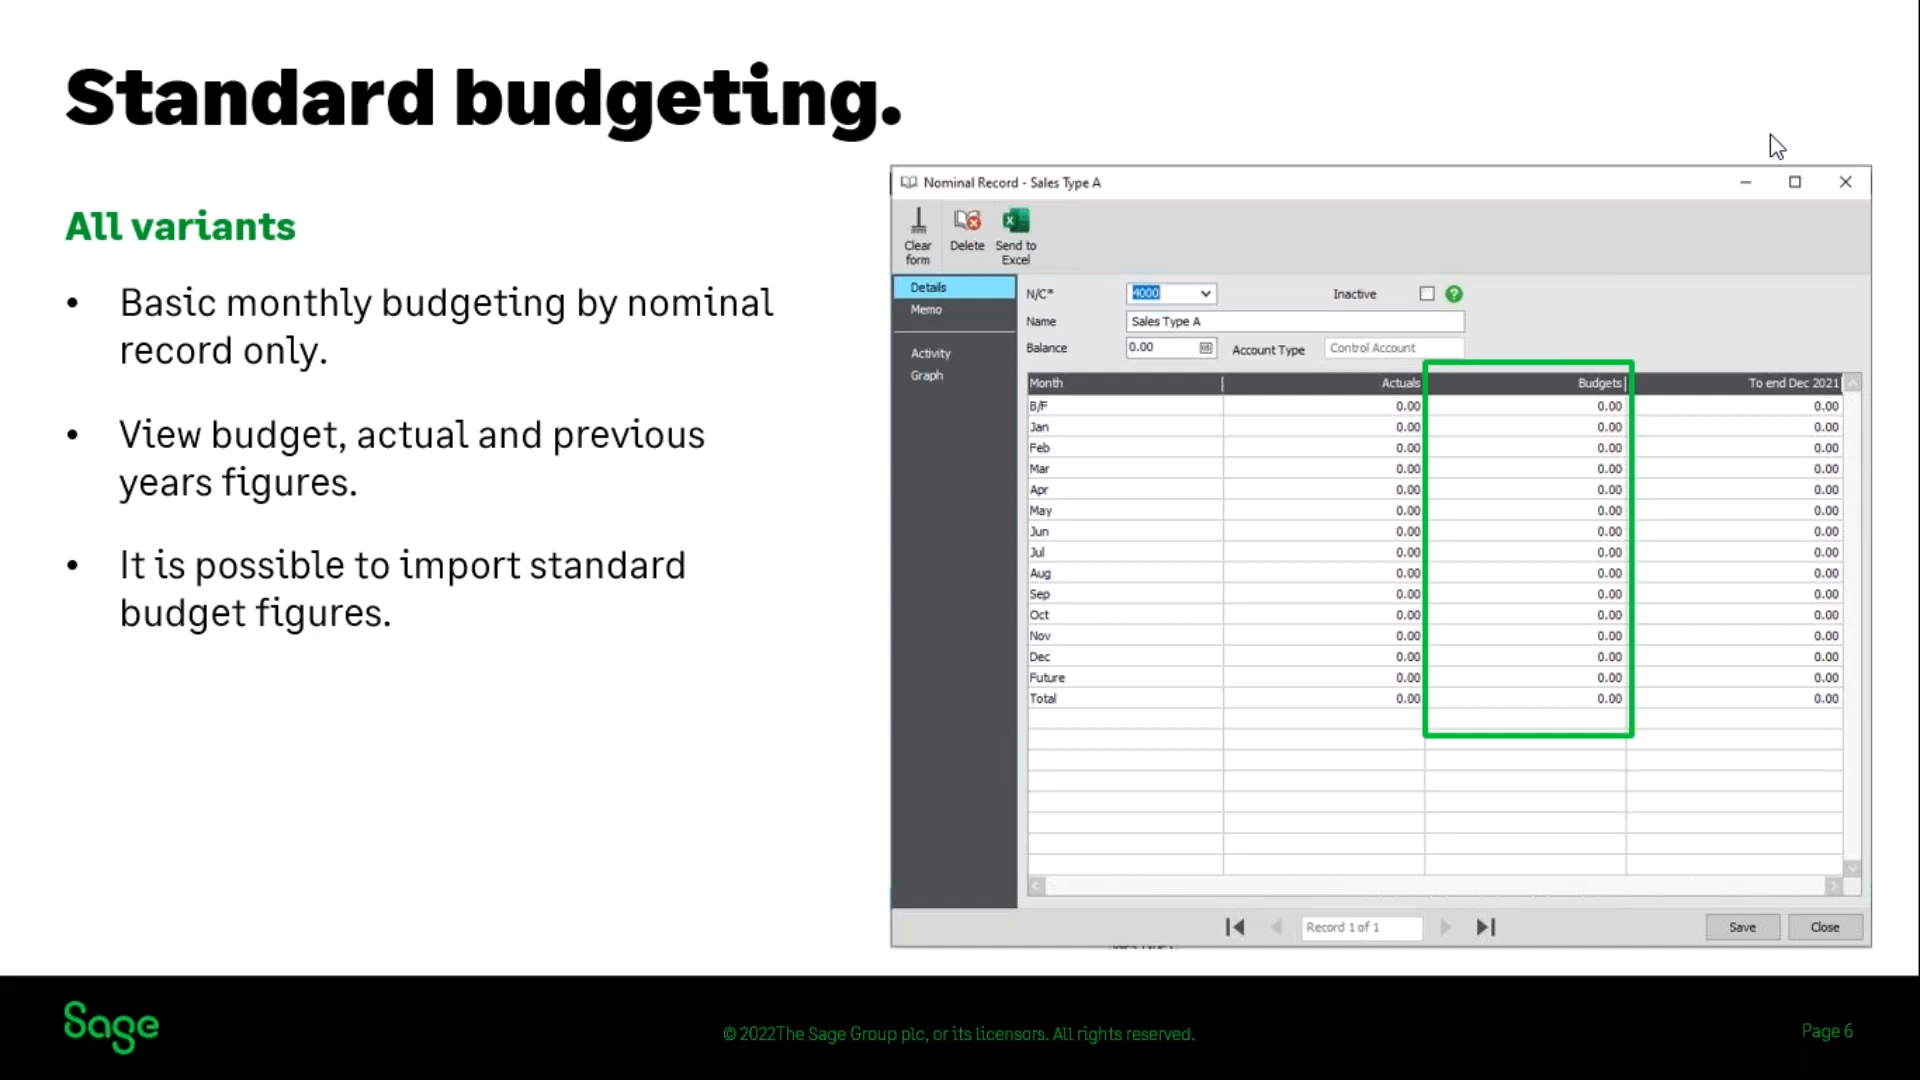 Standard budgeting.
All variants
• Basic monthly budgeting by nominal
record only.
• View budget, actual and previous
years figures.
• It is possible to import standard
budget figures.
Nominal Record - Sales Type A
Clear form
Delete
Send to Excel
Details
Memo
Activity
Graph
N/C* 4000 Inactive
Name Sales Type A
Balance 0.00 Account Type Control Account
Month Actuals Budgets To end Dec 2021
B/F 0.00 0.00 0.00
Jan 0.00 0.00 0.00
Feb 0.00 0.00 0.00
Mar 0.00 0.00 0.00
Apr 0.00 0.00 0.00
May 0.00 0.00 0.00
Jun 0.00 0.00 0.00
Jul 0.00 0.00 0.00
Aug 0.00 0.00 0.00
Sep 0.00 0.00 0.00
Oct 0.00 0.00 0.00
Nov 0.00 0.00 0.00
Dec 0.00 0.00 0.00
Future 0.00 0.00 0.00
Total 0.00 0.00 0.00
Record 1 of 1
Save Close
Sage
© 2022The Sage Group plc, or its licensors. All rights reserved.
Page 6